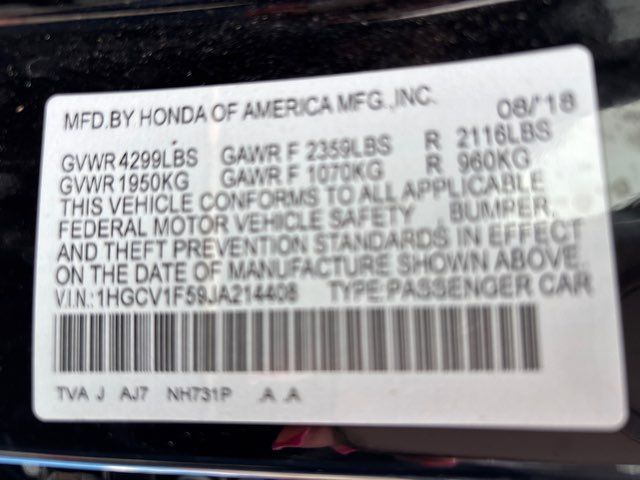 MFD.BY HONDA OF AMERICA MFG.,INC. 08/'18
GVWR 4299LBS GAWR F 2359LBS R 2116LBS
GVWR 1950KG GAWR F 1070KG R 960KG
THIS VEHICLE CONFORMS TO ALL APPLICABLE
FEDERAL MOTOR VEHICLE SAFETY, BUMPER,
AND THEFT PREVENTION STANDARDS IN EFFECT
ON THE DATE OF MANUFACTURE SHOWN ABOVE.
V.I.N.:1HGCV1F59JA214408 TYPE:PASSENGER CAR
TVA J AJ7 NH731P .A .A